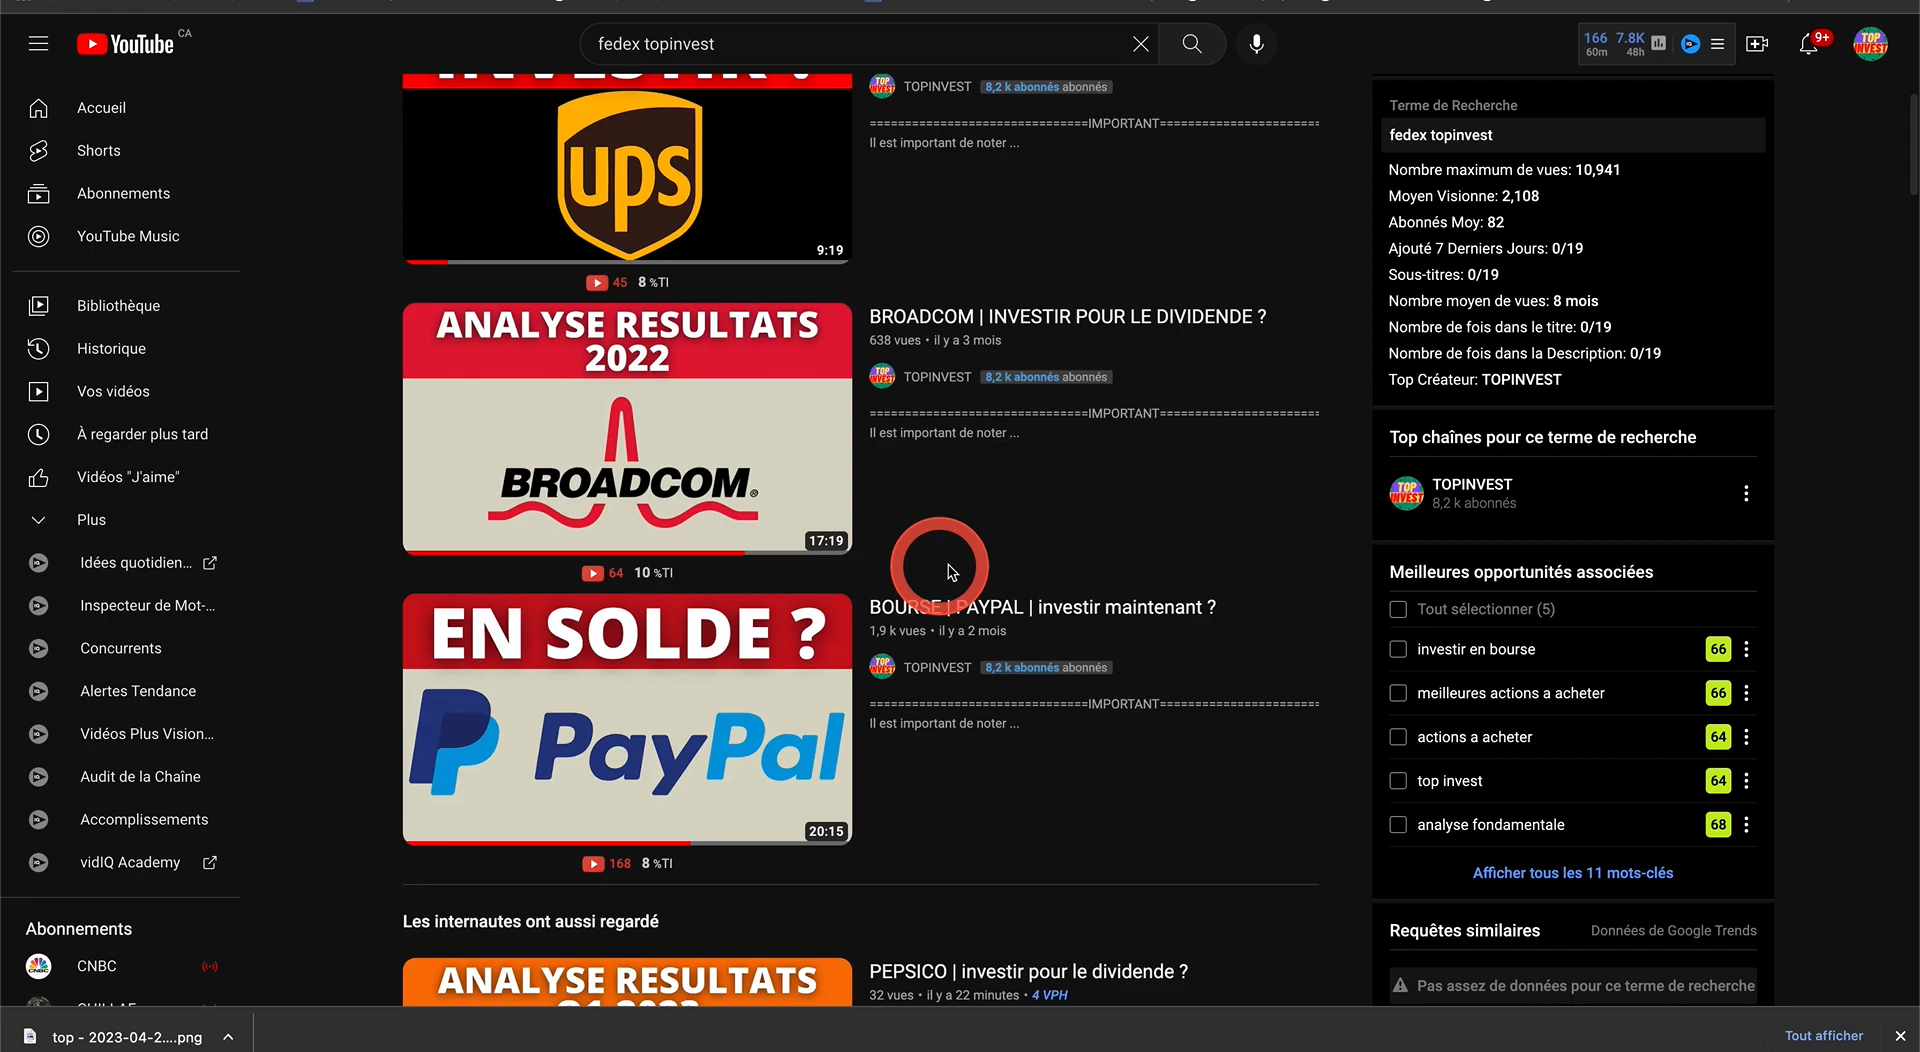 YouTube CA
fedex topinvest
166 7.8K
60m 48h
9+
TOP INVEST
Accueil
Shorts
Abonnements
YouTube Music
Bibliothèque
Historique
Vos vidéos
À regarder plus tard
Vidéos "J'aime"
Plus
Idées quotidien...
Inspecteur de Mot-...
Concurrents
Alertes Tendance
Vidéos Plus Vision...
Audit de la Chaîne
Accomplissements
vidIQ Academy
Abonnements
CNBC
INVESTIR ?
ups
9:19
45 8 %TI
TOPINVEST 8,2 k abonnés abonnés
===============================IMPORTANT=======================
Il est important de noter ...
ANALYSE RESULTATS
2022
BROADCOM
17:19
64 10 %TI
BROADCOM | INVESTIR POUR LE DIVIDENDE ?
638 vues • il y a 3 mois
TOPINVEST 8,2 k abonnés abonnés
===============================IMPORTANT=======================
Il est important de noter ...
EN SOLDE ?
PayPal
20:15
168 8 %TI
BOURSE | PAYPAL | investir maintenant ?
1,9 k vues • il y a 2 mois
TOPINVEST 8,2 k abonnés abonnés
===============================IMPORTANT=======================
Il est important de noter ...
Les internautes ont aussi regardé
ANALYSE RESULTATS
Q1 2023
PEPSICO | investir pour le dividende ?
32 vues • il y a 22 minutes • 4 VPH
Terme de Recherche
fedex topinvest
Nombre maximum de vues: 10,941
Moyen Visionne: 2,108
Abonnés Moy: 82
Ajouté 7 Derniers Jours: 0/19
Sous-titres: 0/19
Nombre moyen de vues: 8 mois
Nombre de fois dans le titre: 0/19
Nombre de fois dans la Description: 0/19
Top Créateur: TOPINVEST
Top chaînes pour ce terme de recherche
TOPINVEST
8,2 k abonnés
Meilleures opportunités associées
Tout sélectionner (5)
investir en bourse 66
meilleures actions a acheter 66
actions a acheter 64
top invest 64
analyse fondamentale 68
Afficher tous les 11 mots-clés
Requêtes similaires Données de Google Trends
Pas assez de données pour ce terme de recherche
top - 2023-04-2....png
Tout afficher